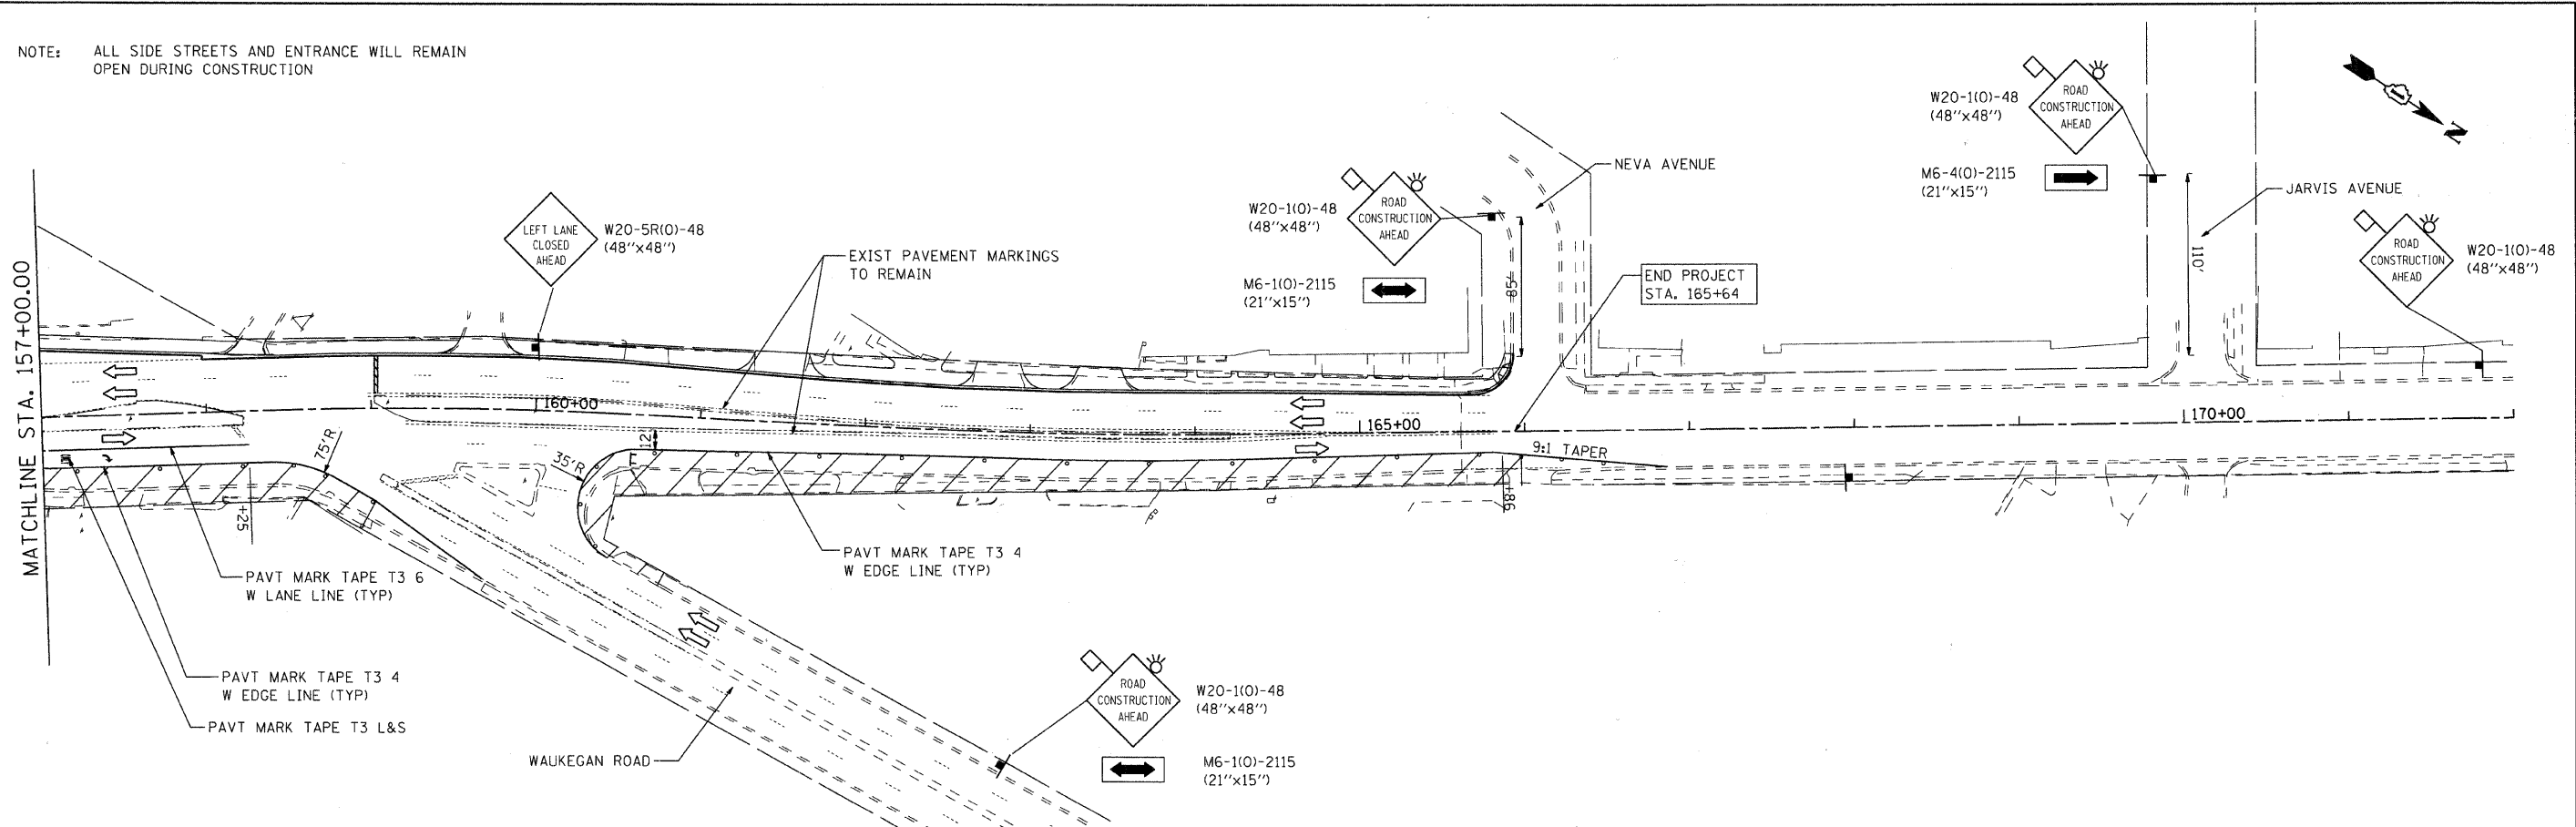 NOTE: ALL SIDE STREETS AND ENTRANCE WILL REMAIN
OPEN DURING CONSTRUCTION
MATCHLINE STA. 157+00.00
LEFT LANE
CLOSED
AHEAD
W20-5R(O)-48
(48"x48")
EXIST PAVEMENT MARKINGS
TO REMAIN
W20-1(O)-48
(48"x48")
ROAD
CONSTRUCTION
AHEAD
M6-1(O)-2115
(21"x15")
NEVA AVENUE
85'
END PROJECT
STA. 165+64
W20-1(O)-48
(48"x48")
ROAD
CONSTRUCTION
AHEAD
M6-4(O)-2115
(21"x15")
N
JARVIS AVENUE
110'
ROAD
CONSTRUCTION
AHEAD
W20-1(O)-48
(48"x48")
160+00
165+00
170+00
12'
75'R
35'R
+25
9:1 TAPER
+86
PAVT MARK TAPE T3 6
W LANE LINE (TYP)
PAVT MARK TAPE T3 4
W EDGE LINE (TYP)
PAVT MARK TAPE T3 4
W EDGE LINE (TYP)
PAVT MARK TAPE T3 L&S
WAUKEGAN ROAD
ROAD
CONSTRUCTION
AHEAD
W20-1(O)-48
(48"x48")
M6-1(O)-2115
(21"x15")